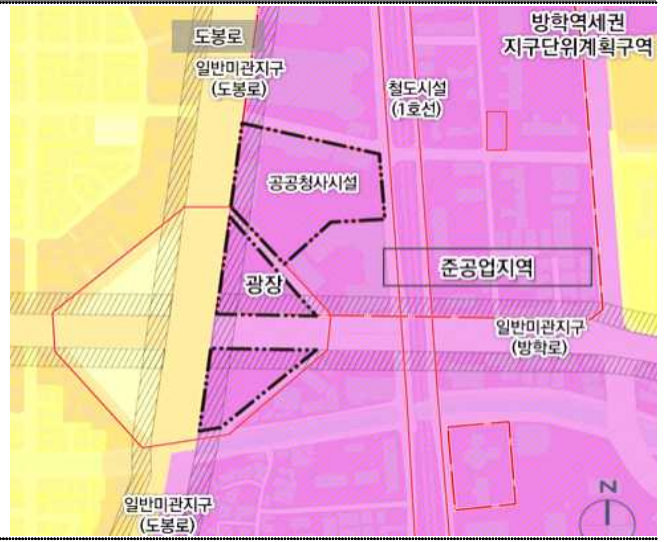 방학역세권
지구단위계획구역
도봉로
일반미관지구
(도봉로)
철도시설
(1호선)
공공청사시설
광장
준공업지역
일반미관지구
(방학로)
일반미관지구
(도봉로)
N